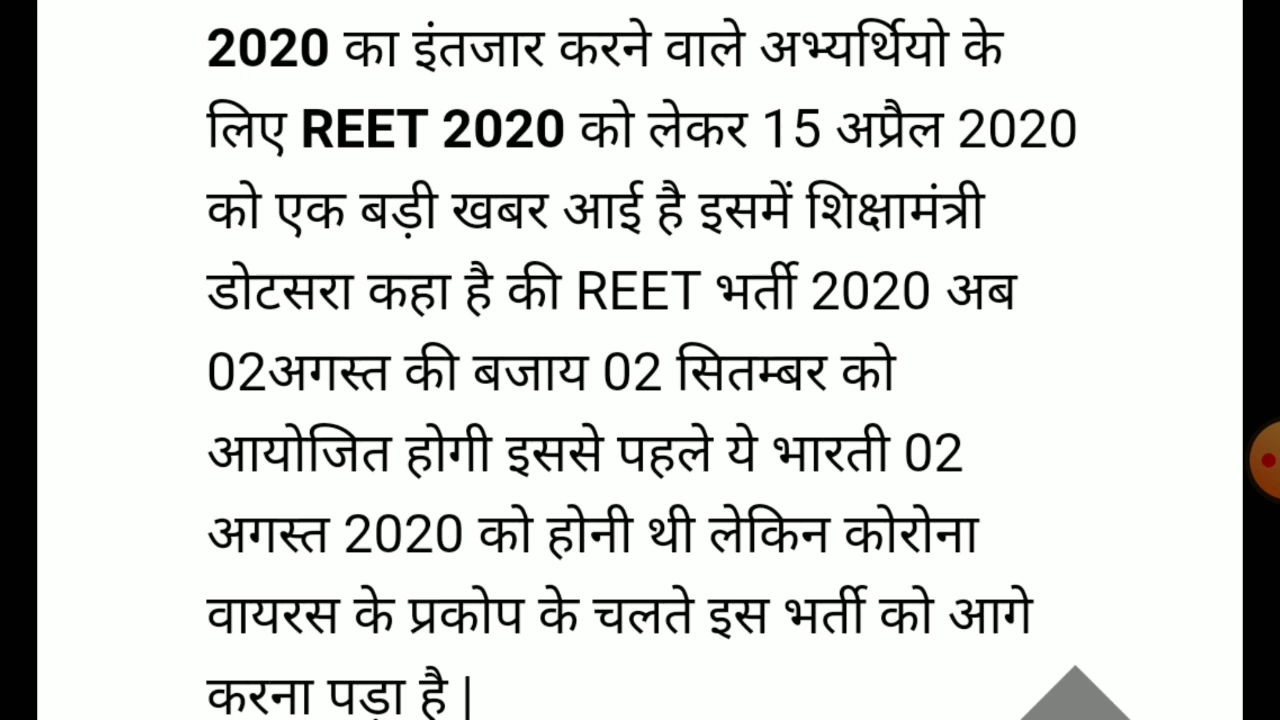 2020 का इंतजार करने वाले अभ्यर्थियो के
लिए REET 2020 को लेकर 15 अप्रैल 2020
को एक बड़ी खबर आई है इसमें शिक्षामंत्री
डोटसरा कहा है की REET भर्ती 2020 अब
02अगस्त की बजाय 02 सितम्बर को
आयोजित होगी इससे पहले ये भारती 02
अगस्त 2020 को होनी थी लेकिन कोरोना
वायरस के प्रकोप के चलते इस भर्ती को आगे
करना पड़ा है |